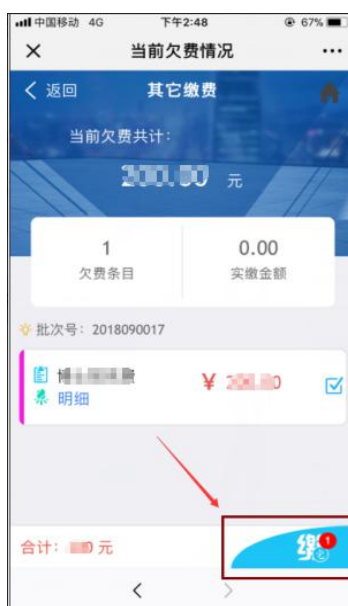 中国移动 4G 下午2:48 67%
当前欠费情况
返回 其它缴费
当前欠费共计:
元
1 0.00
欠费条目 实缴金额
批次号: 2018090017
¥
明细
合计: 元
缴 1